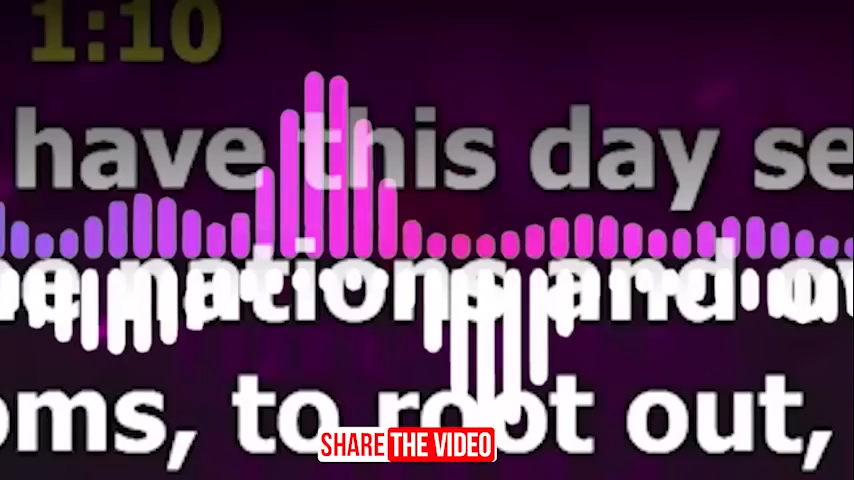 1:10
have this day se
nations and o
oms, to root out,
SHARE THE VIDEO